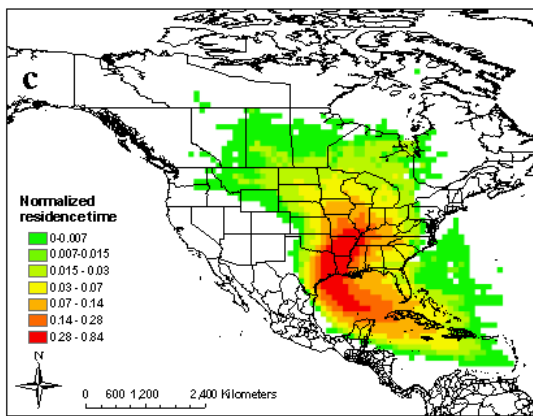 c
Normalized
residence time
0-0.007
0.007-0.015
0.015 - 0.03
0.03 - 0.07
0.07 - 0.14
0.14 - 0.28
0.28 - 0.84
N
0 600 1,200 2,400 Kilometers